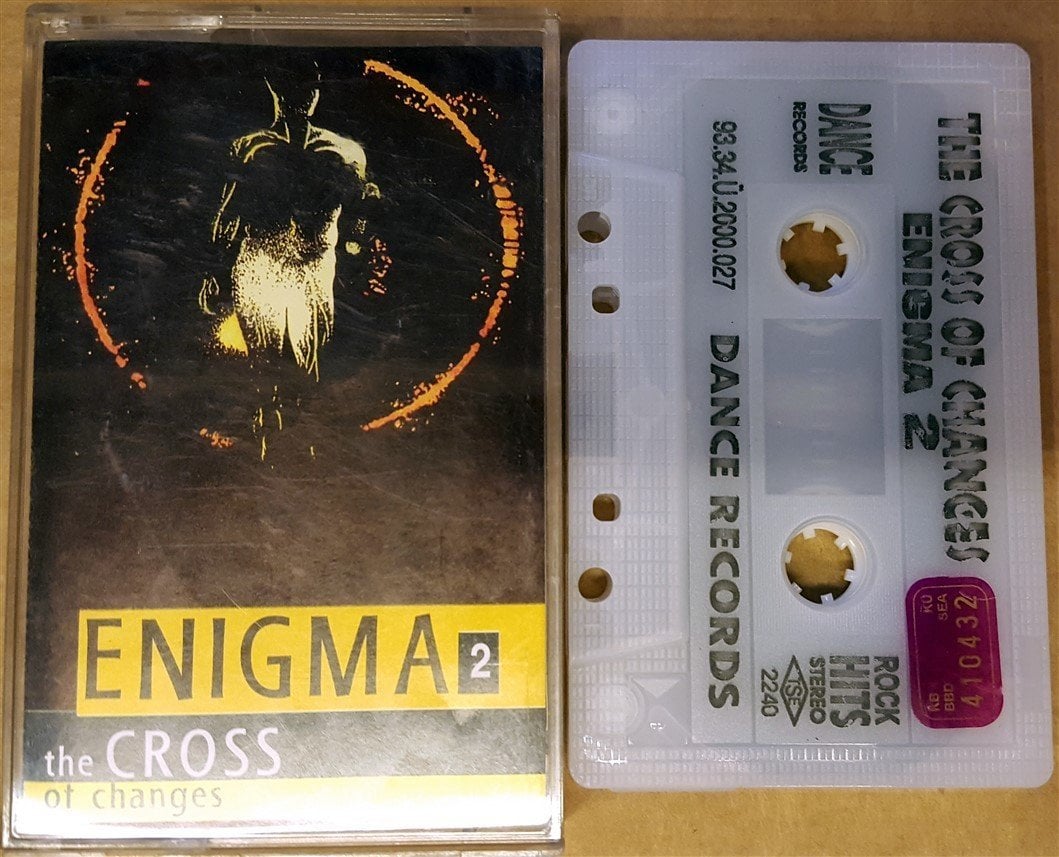 ENIGMA 2
the CROSS
of changes
THE CROSS OF CHANGES
ENIGMA 2
DANCE
RECORDS
93.34.Ü.2000.027
DANCE RECORDS
ROCK
HITS
STEREO
TSE
2240
KÜ
SEA
KB
BBD
410432